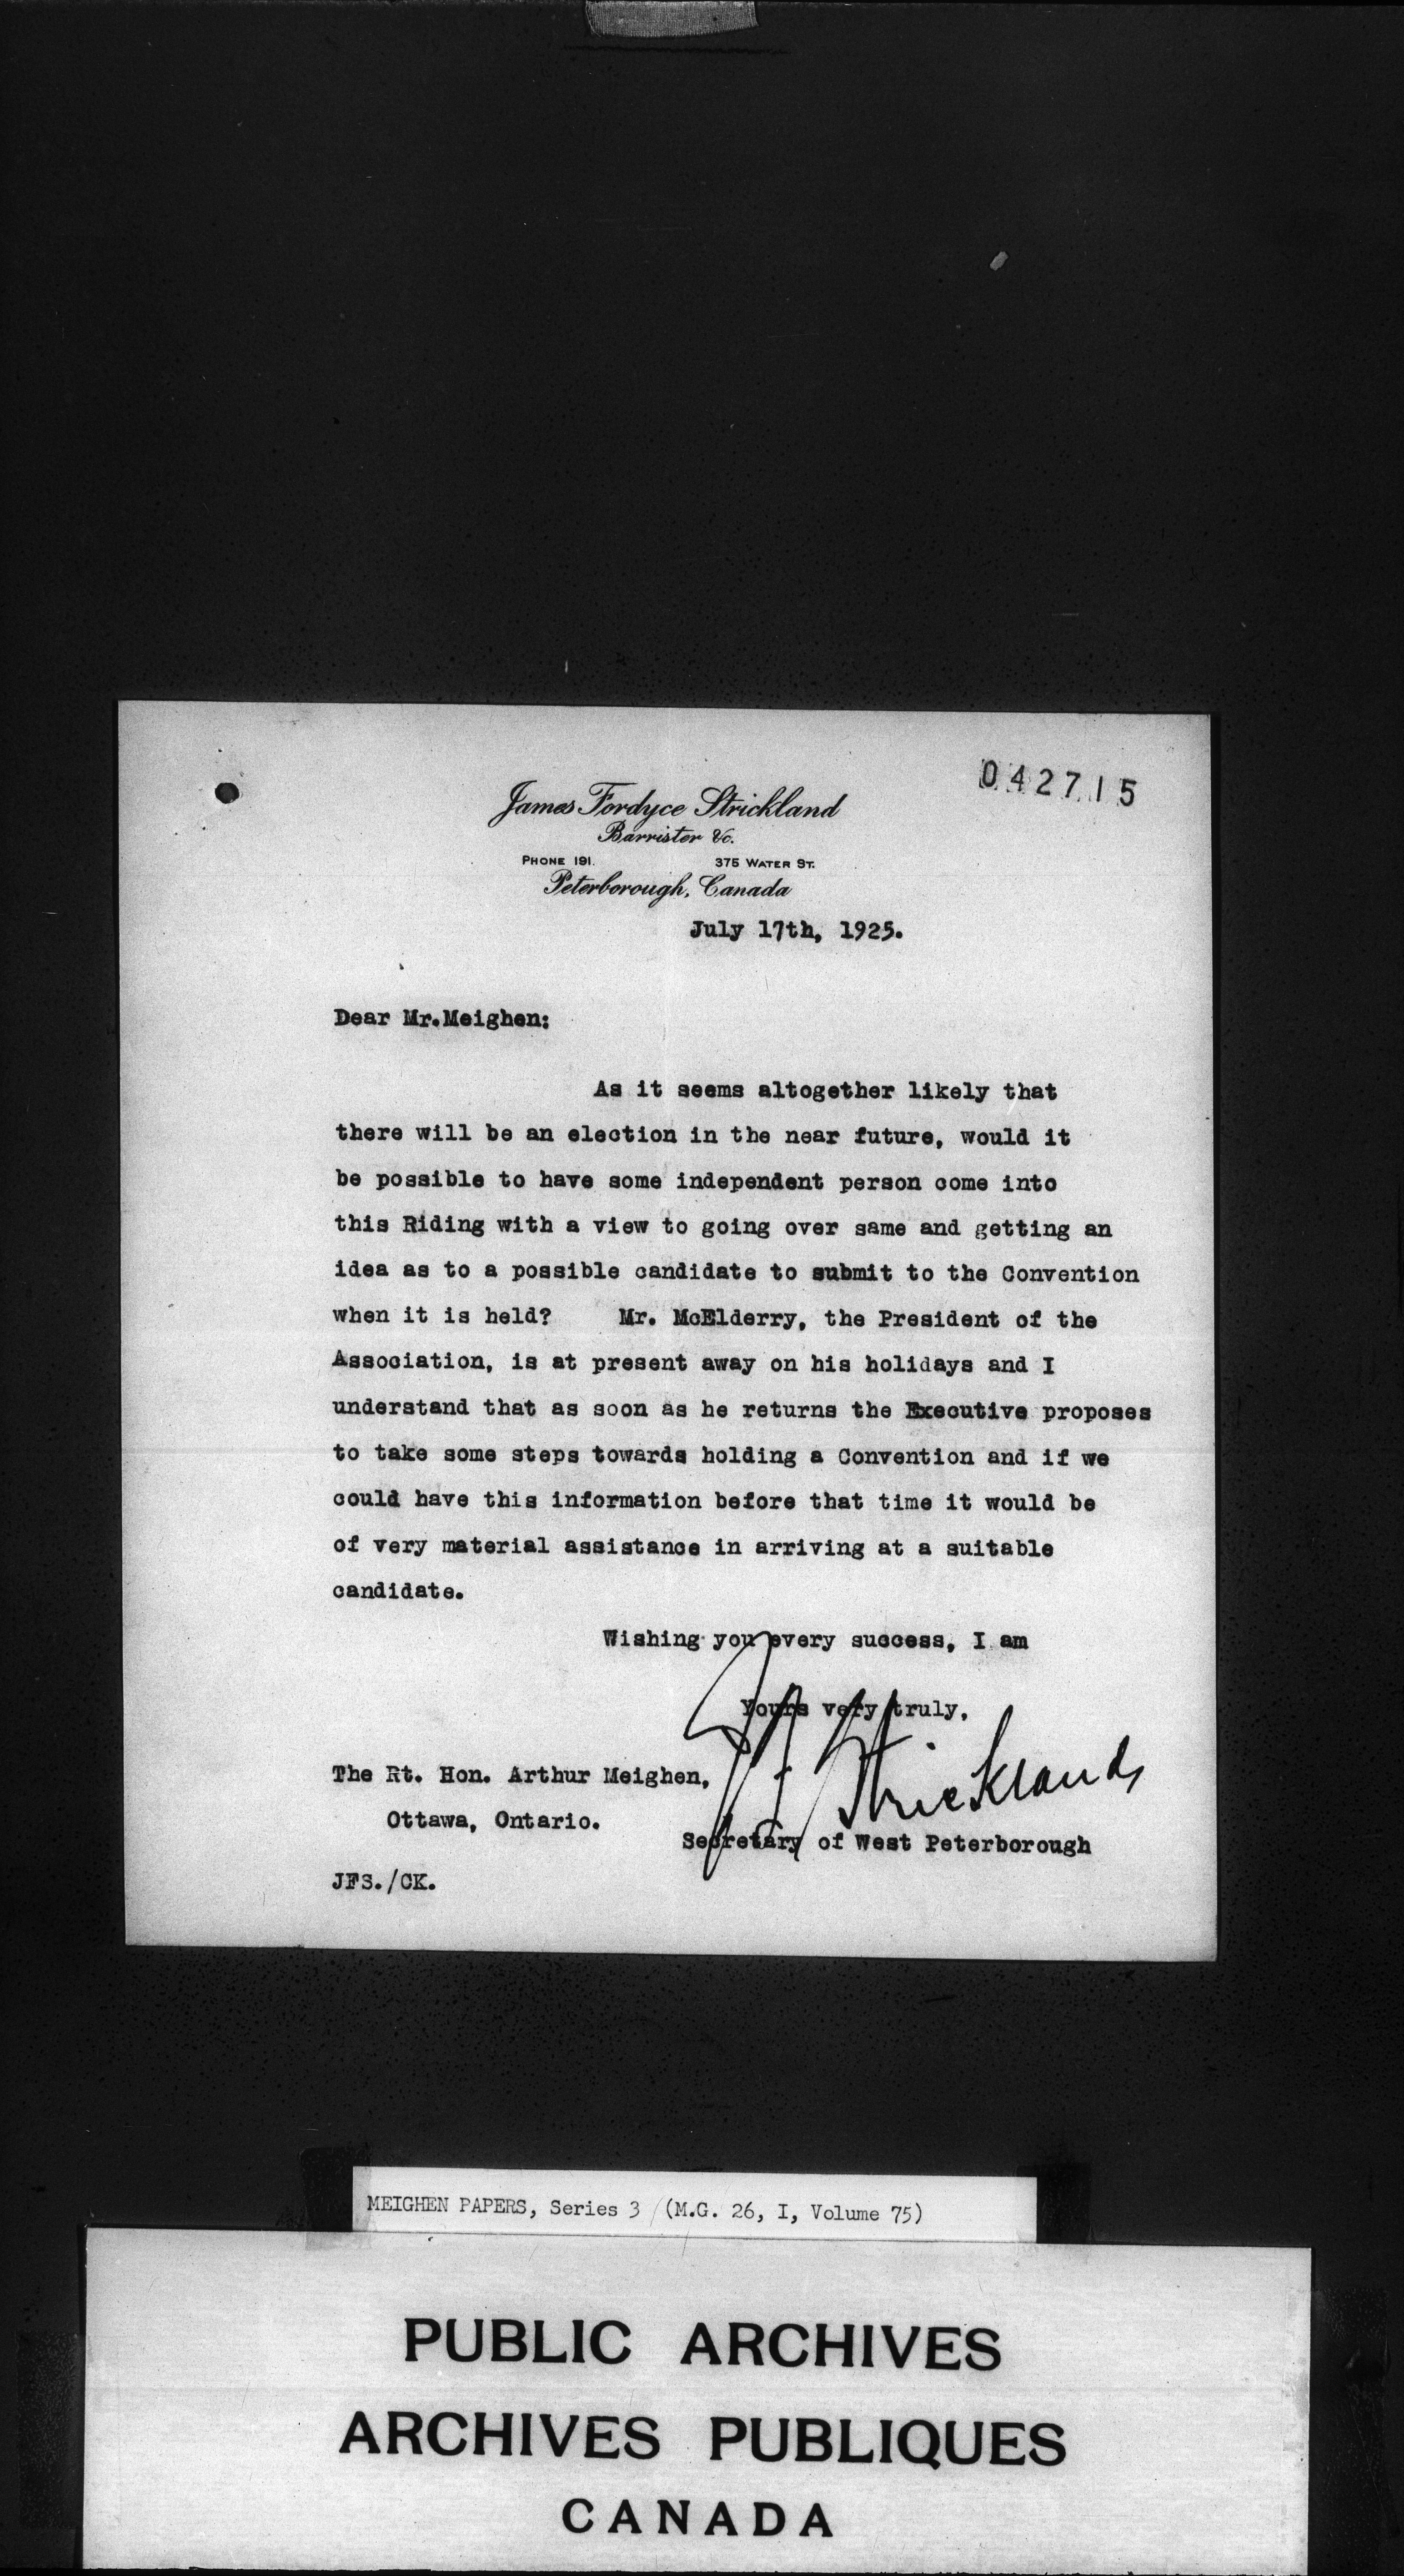 042715
James Fordyce Strickland
Barrister &c.
PHONE 191. 375 WATER ST.
Peterborough, Canada
July 17th, 1925.
Dear Mr.Meighen:
As it seems altogether likely that
there will be an election in the near future, would it
be possible to have some independent person come into
this Riding with a view to going over same and getting an
idea as to a possible candidate to submit to the Convention
when it is held? Mr. McElderry, the President of the
Association, is at present away on his holidays and I
understand that as soon as he returns the Executive proposes
to take some steps towards holding a Convention and if we
could have this information before that time it would be
of very material assistance in arriving at a suitable
candidate.
Wishing you every success, I am
Yours very truly,
J. F. Strickland
The Rt. Hon. Arthur Meighen,
Ottawa, Ontario.
Secretary of West Peterborough
JFS./CK.
MEIGHEN PAPERS, Series 3 (M.G. 26, I, Volume 75)
PUBLIC ARCHIVES
ARCHIVES PUBLIQUES
CANADA